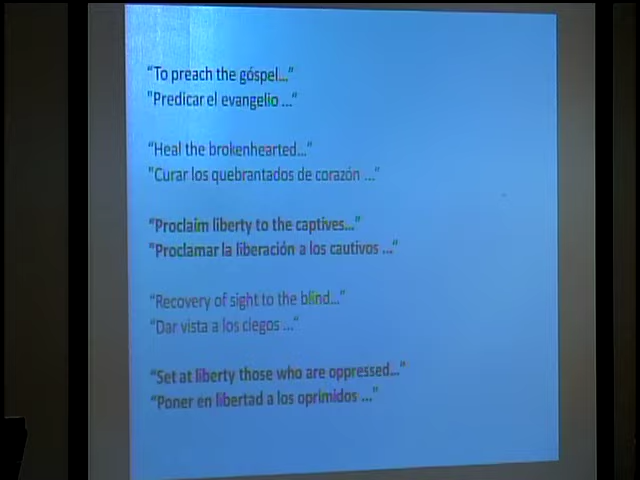 “To preach the góspel...”
"Predicar el evangelio ..."
“Heal the brokenhearted...”
"Curar los quebrantados de corazón ..."
“Proclaim liberty to the captives...”
"Proclamar la liberación a los cautivos ..."
“Recovery of sight to the blind...”
“Dar vista a los ciegos ...”
“Set at liberty those who are oppressed...”
“Poner en libertad a los oprimidos ...”